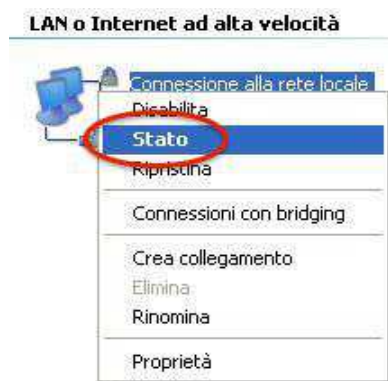 LAN o Internet ad alta velocità
Connessione alla rete locale
Disabilita
Stato
Ripristina
Connessioni con bridging
Crea collegamento
Elimina
Rinomina
Proprietà